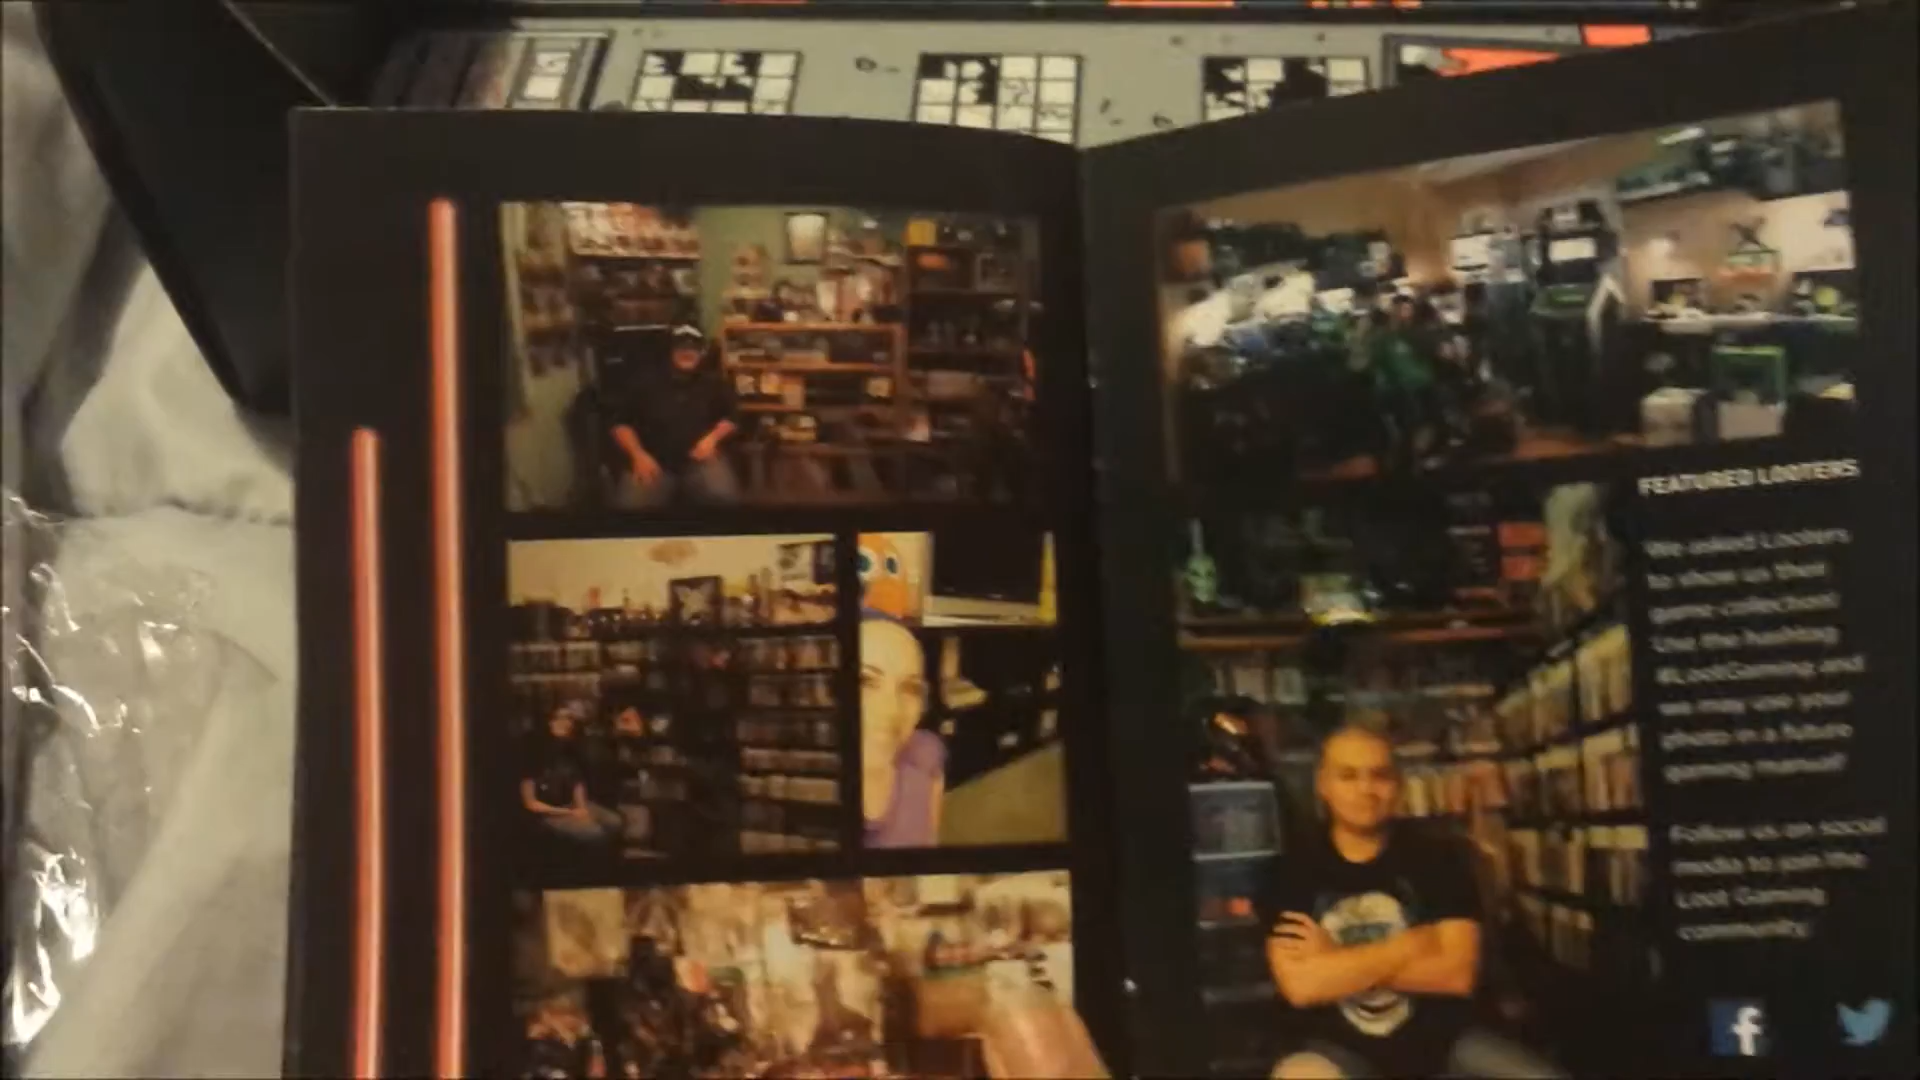 FEATURED LOOTERS
We asked Looters
to show us their
game collection!
Use the hashtag
#LootGaming and
we may use your
photo in a future
gaming manual!
Follow us on social
media to join the
Loot Gaming
community.